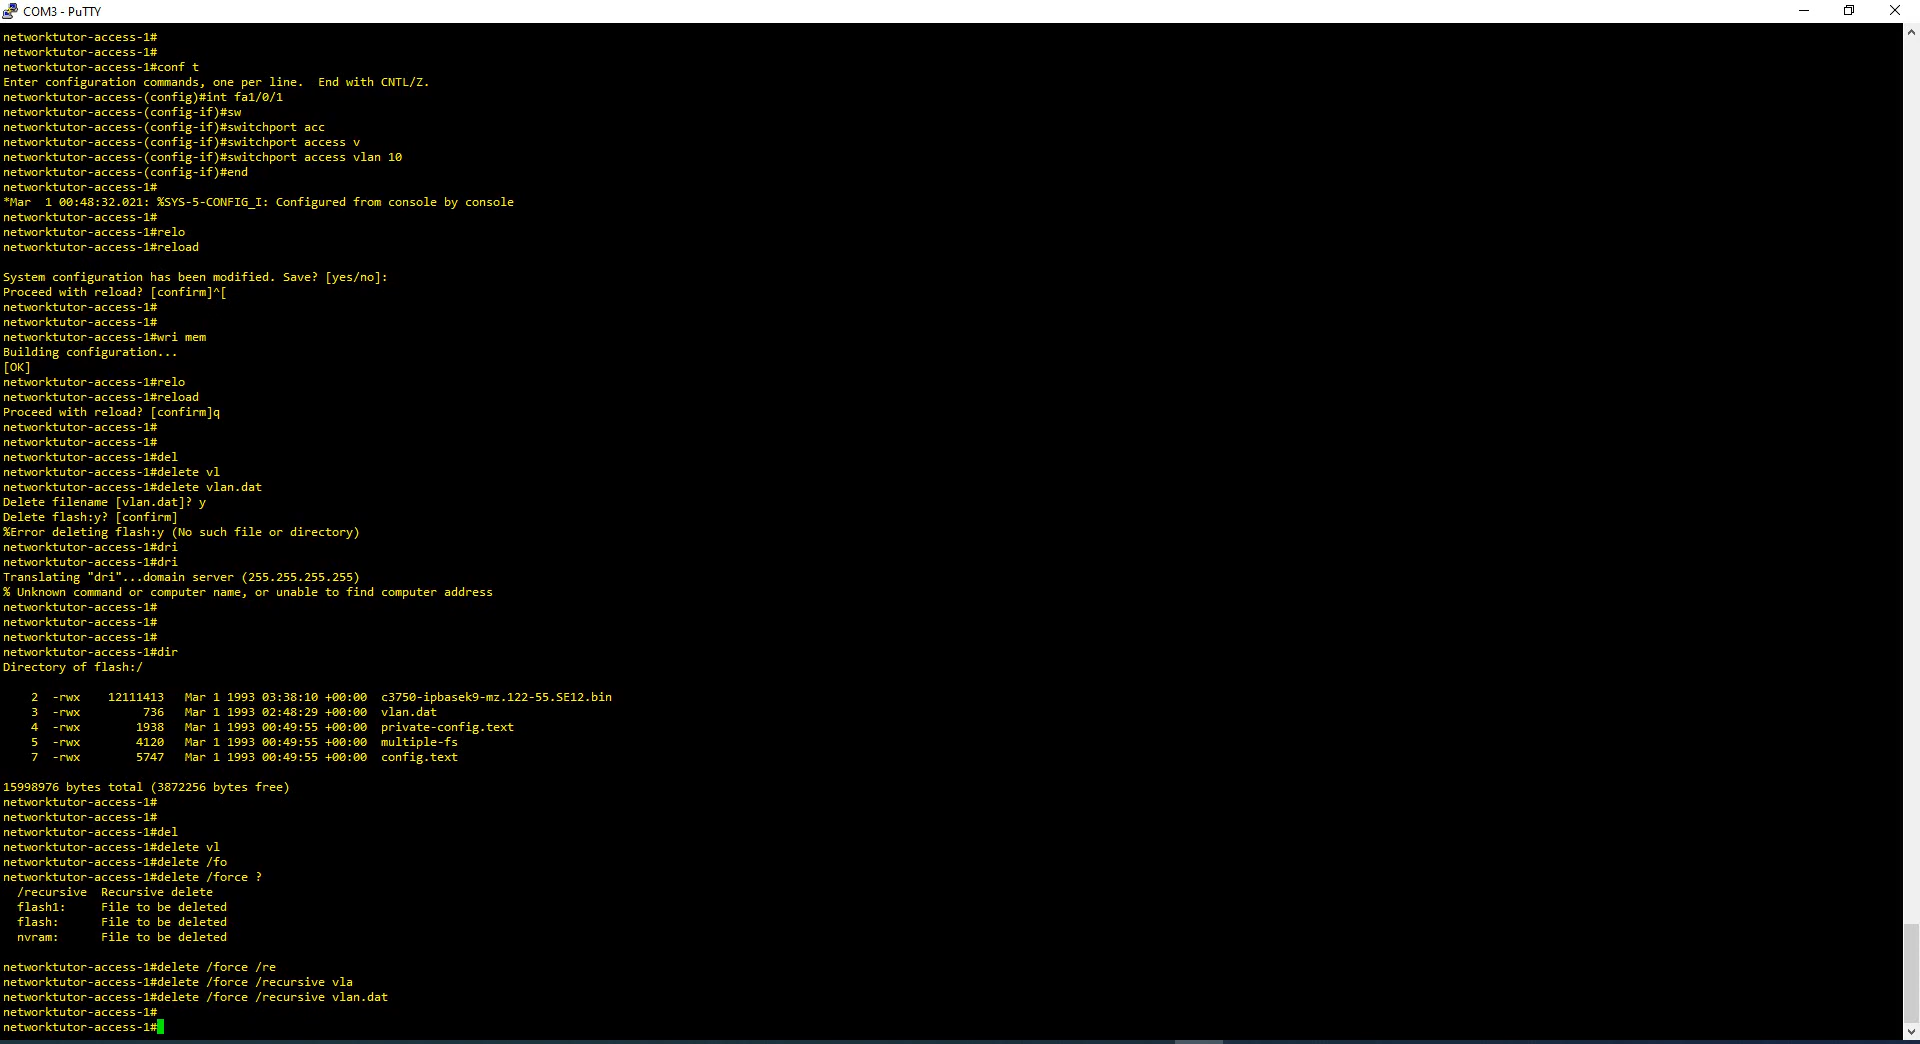 COM3 - PuTTY
networktutor-access-1#
networktutor-access-1#
networktutor-access-1#conf t
Enter configuration commands, one per line.  End with CNTL/Z.
networktutor-access-(config)#int fa1/0/1
networktutor-access-(config-if)#sw
networktutor-access-(config-if)#switchport acc
networktutor-access-(config-if)#switchport access v
networktutor-access-(config-if)#switchport access vlan 10
networktutor-access-(config-if)#end
networktutor-access-1#
*Mar  1 00:48:32.021: %SYS-5-CONFIG_I: Configured from console by console
networktutor-access-1#
networktutor-access-1#relo
networktutor-access-1#reload
System configuration has been modified. Save? [yes/no]:
Proceed with reload? [confirm]^[
networktutor-access-1#
networktutor-access-1#
networktutor-access-1#wri mem
Building configuration...
[OK]
networktutor-access-1#relo
networktutor-access-1#reload
Proceed with reload? [confirm]q
networktutor-access-1#
networktutor-access-1#
networktutor-access-1#del
networktutor-access-1#delete vl
networktutor-access-1#delete vlan.dat
Delete filename [vlan.dat]? y
Delete flash:y? [confirm]
%Error deleting flash:y (No such file or directory)
networktutor-access-1#dri
networktutor-access-1#dri
Translating "dri"...domain server (255.255.255.255)
% Unknown command or computer name, or unable to find computer address
networktutor-access-1#
networktutor-access-1#
networktutor-access-1#
networktutor-access-1#dir
Directory of flash:/
    2  -rwx    12111413   Mar 1 1993 03:38:10 +00:00  c3750-ipbasek9-mz.122-55.SE12.bin
    3  -rwx         736   Mar 1 1993 02:48:29 +00:00  vlan.dat
    4  -rwx        1938   Mar 1 1993 00:49:55 +00:00  private-config.text
    5  -rwx        4120   Mar 1 1993 00:49:55 +00:00  multiple-fs
    7  -rwx        5747   Mar 1 1993 00:49:55 +00:00  config.text
15998976 bytes total (3872256 bytes free)
networktutor-access-1#
networktutor-access-1#
networktutor-access-1#del
networktutor-access-1#delete vl
networktutor-access-1#delete /fo
networktutor-access-1#delete /force ?
  /recursive  Recursive delete
  flash1:     File to be deleted
  flash:      File to be deleted
  nvram:      File to be deleted
networktutor-access-1#delete /force /re
networktutor-access-1#delete /force /recursive vla
networktutor-access-1#delete /force /recursive vlan.dat
networktutor-access-1#
networktutor-access-1#